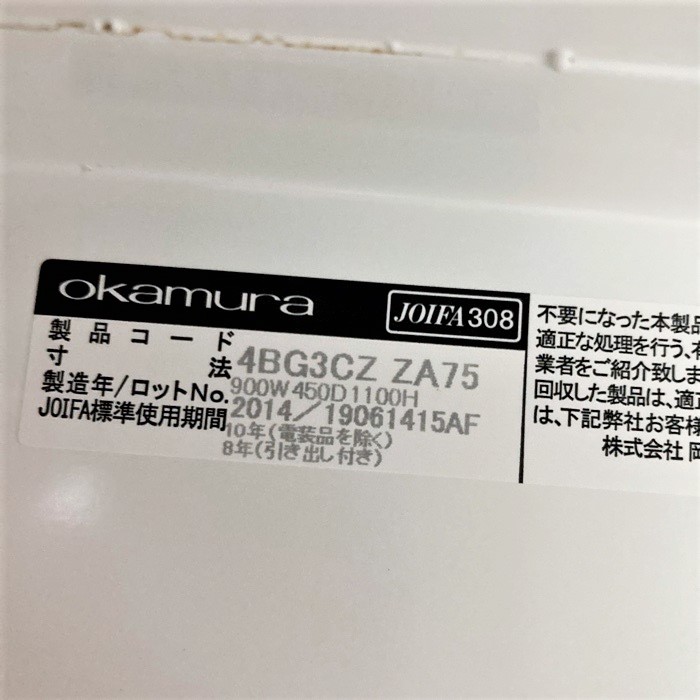 okamura
JOIFA308
製品コード 4BG3CZ ZA75
寸法 900W450D1100H
製造年/ロットNo. 2014/19061415AF
JOIFA標準使用期間 10年(電装品を除く)
8年(引き出し付き)
不要になった本製品
適正な処理を行う、
業者をご紹介致しま
回収した製品は、適
は、下記弊社お客様
株式会社